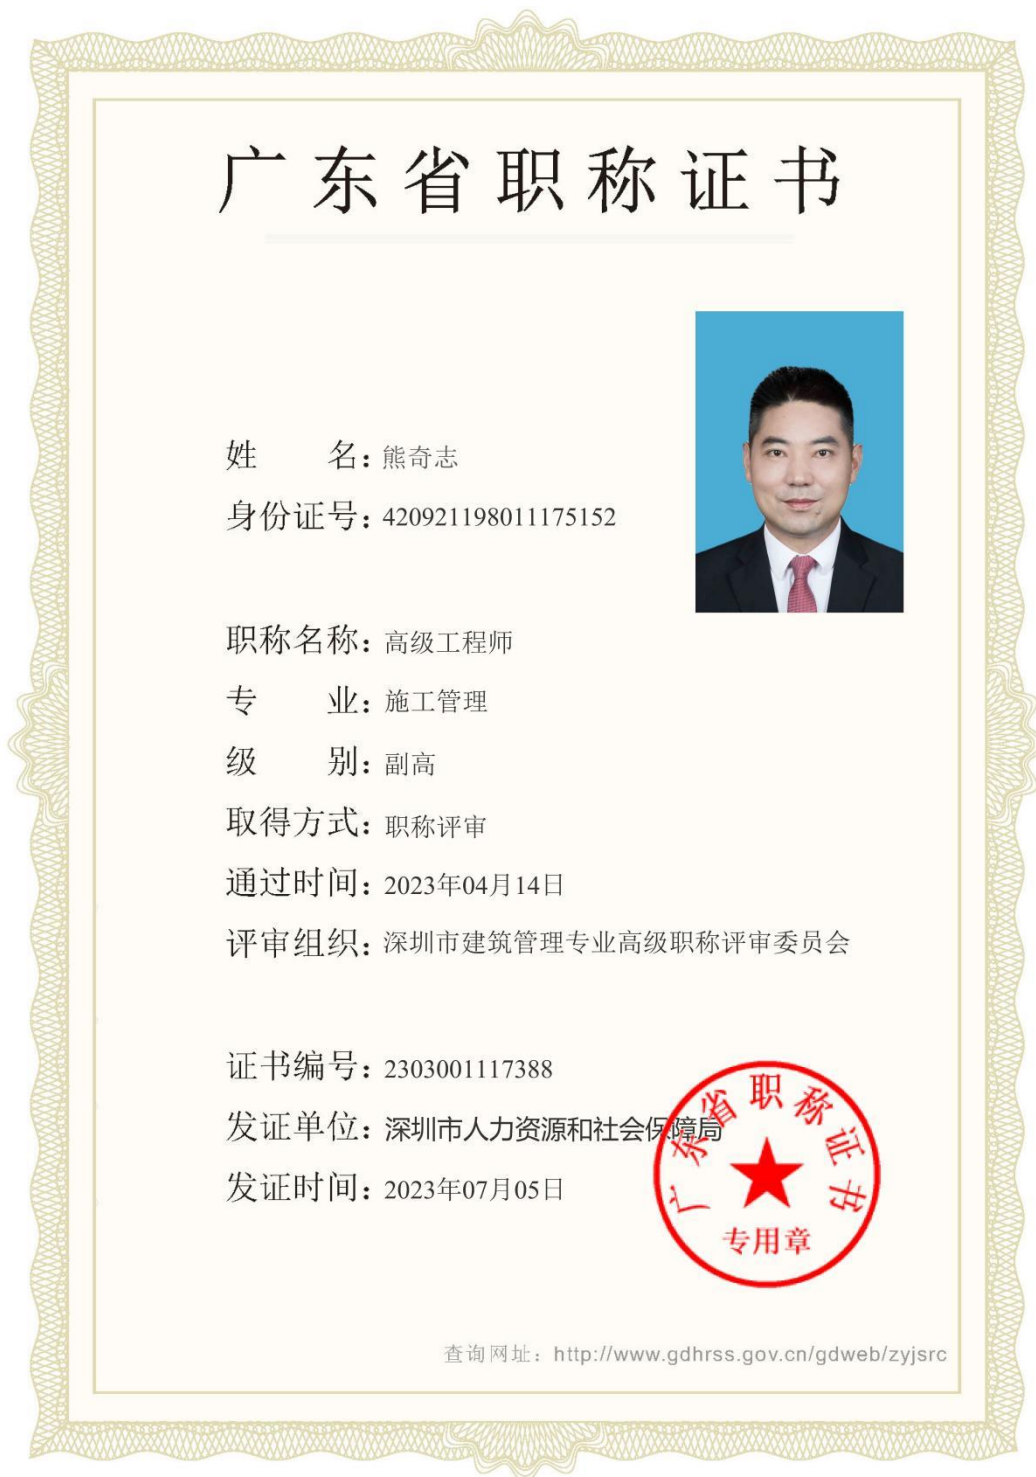 广东省职称证书
姓 名：熊奇志
身份证号：420921198011175152
职称名称：高级工程师
专 业：施工管理
级 别：副高
取得方式：职称评审
通过时间：2023年04月14日
评审组织：深圳市建筑管理专业高级职称评审委员会
证书编号：2303001117388
发证单位：深圳市人力资源和社会保障局
发证时间：2023年07月05日
广东省职称证书
专用章
查询网址：http://www.gdhrss.gov.cn/gdweb/zyjsrc